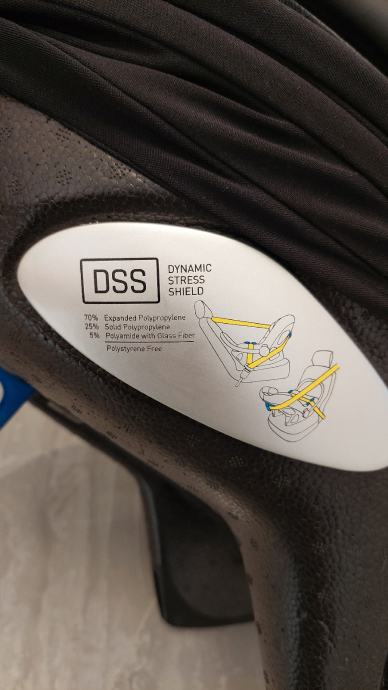 DSS
DYNAMIC
STRESS
SHIELD
70% Expanded Polypropylene
25% Solid Polypropylene
5% Polyamide with Glass Fiber
Polystyrene Free